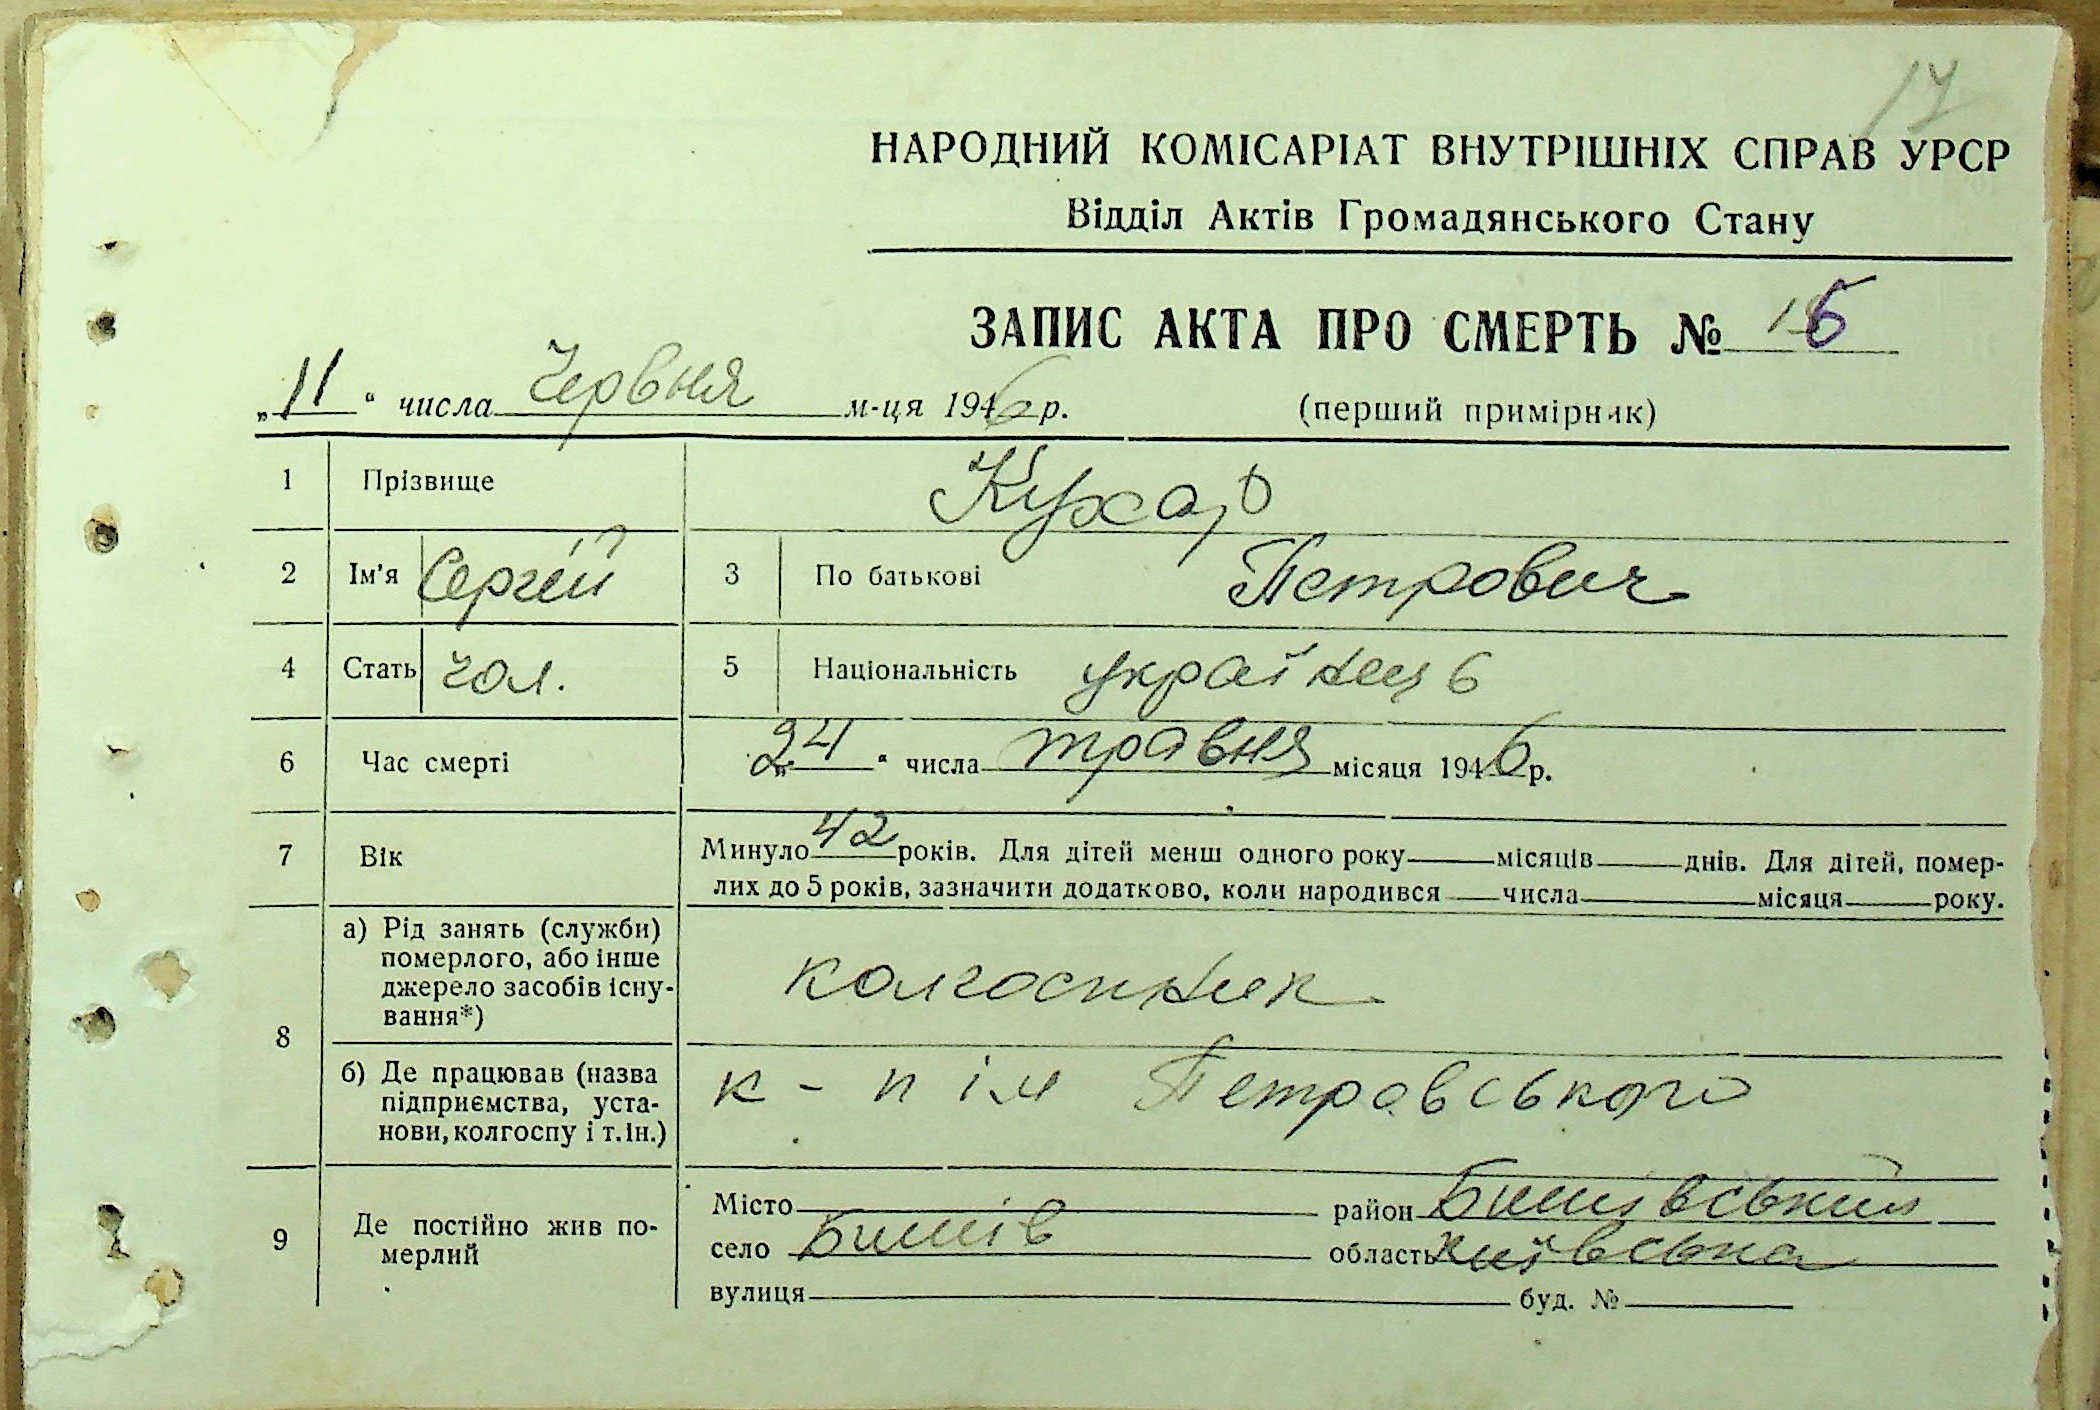 17
НАРОДНИЙ КОМІСАРІАТ ВНУТРІШНІХ СПРАВ УРСР
Відділ Актів Громадянського Стану
ЗАПИС АКТА ПРО СМЕРТЬ №
„11“ числа Червня м-ця 1946 р. (перший примірник)
1 Прізвище Кухар
2 Ім'я Сергій 3 По батькові Петрович
4 Стать чол. 5 Національність українець
6 Час смерті „24“ числа травня місяця 1946 р.
7 Вік Минуло 42 років. Для дітей менш одного року місяців днів. Для дітей, помер-
лих до 5 років, зазначити додатково, коли народився числа місяця року.
8 а) Рід занять (служби)
померлого, або інше
джерело засобів існу-
вання*) колгоспник
б) Де працював (назва
підприємства, уста-
нови, колгоспу і т. ін.) к-п ім Петровського
9 Де постійно жив по-
мерлий
Місто район Бишівський
село Бишів область Київська
вулиця буд. №